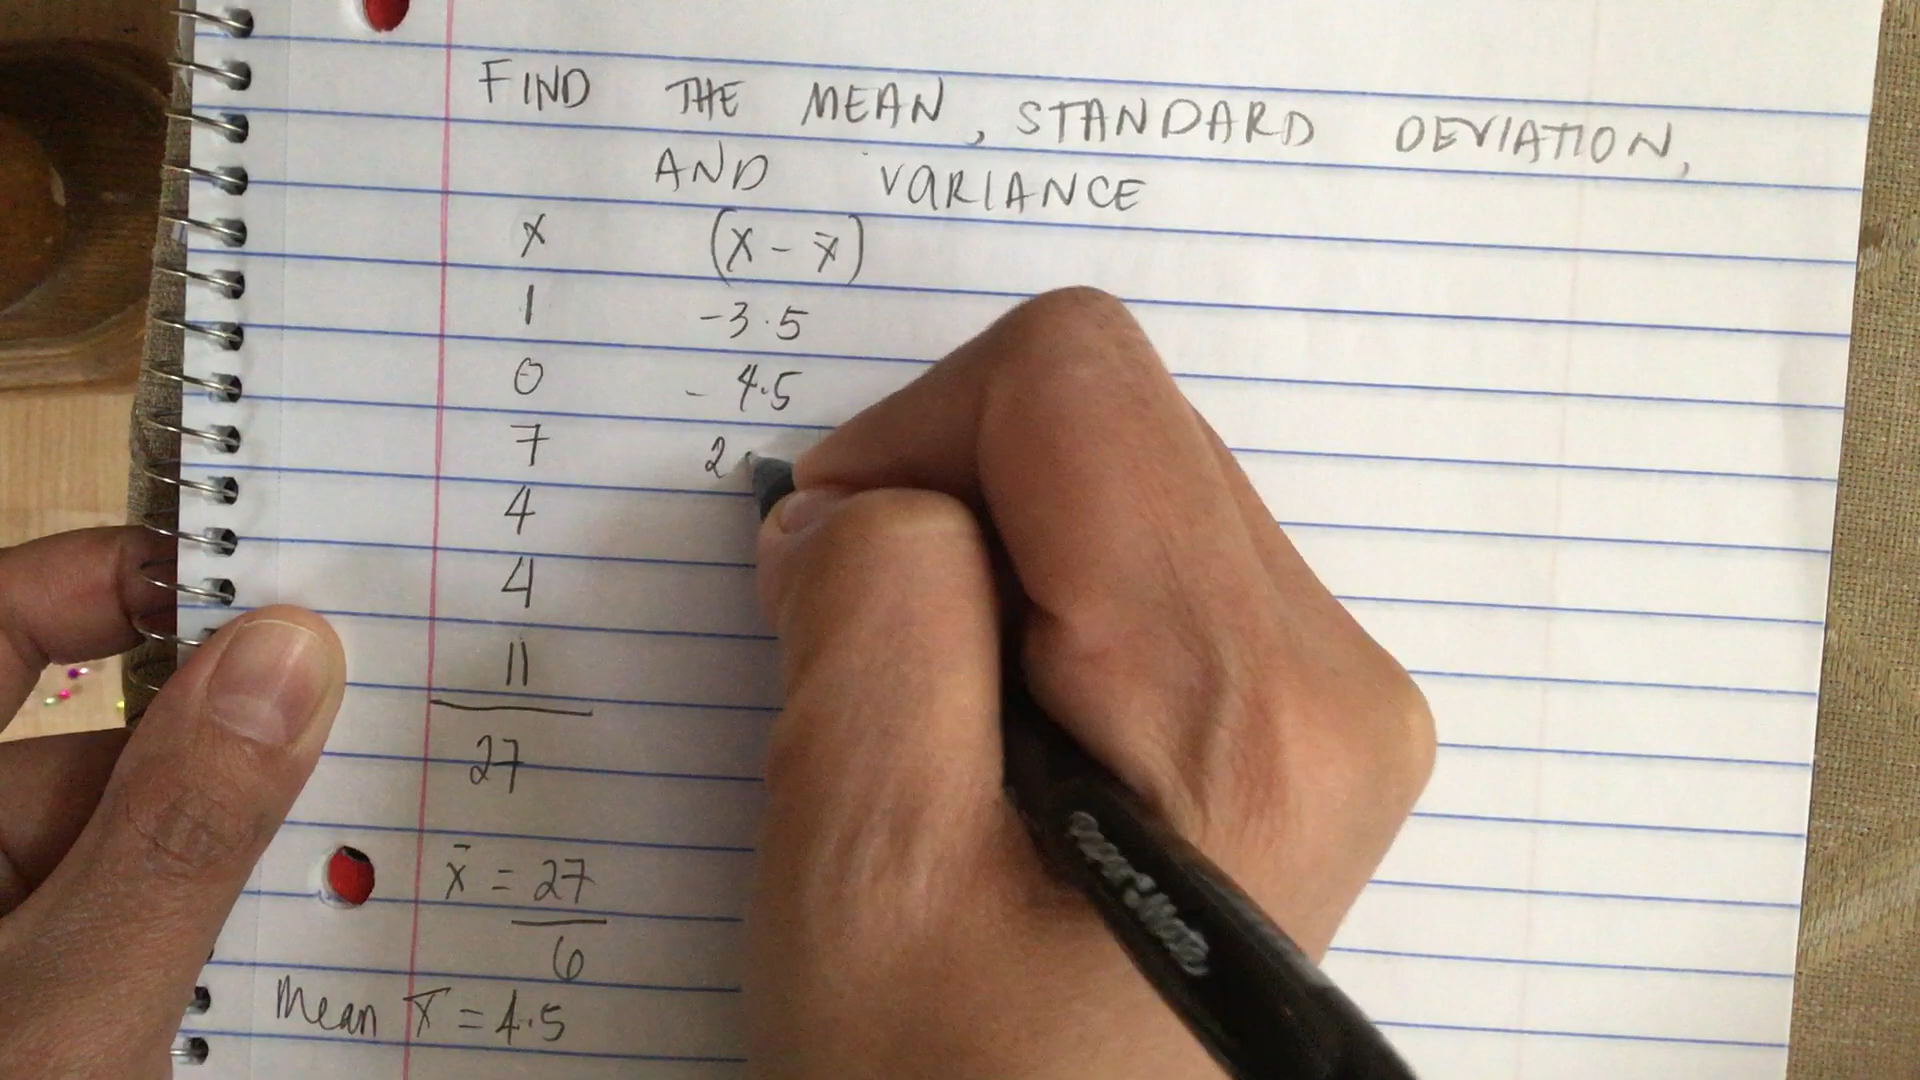 FIND THE MEAN, STANDARD DEVIATION,
AND VARIANCE
x (x - x̄)
1 -3.5
0 - 4.5
7 2.
4
4
11
27
x̄ = 27
6
Mean x̄ = 4.5